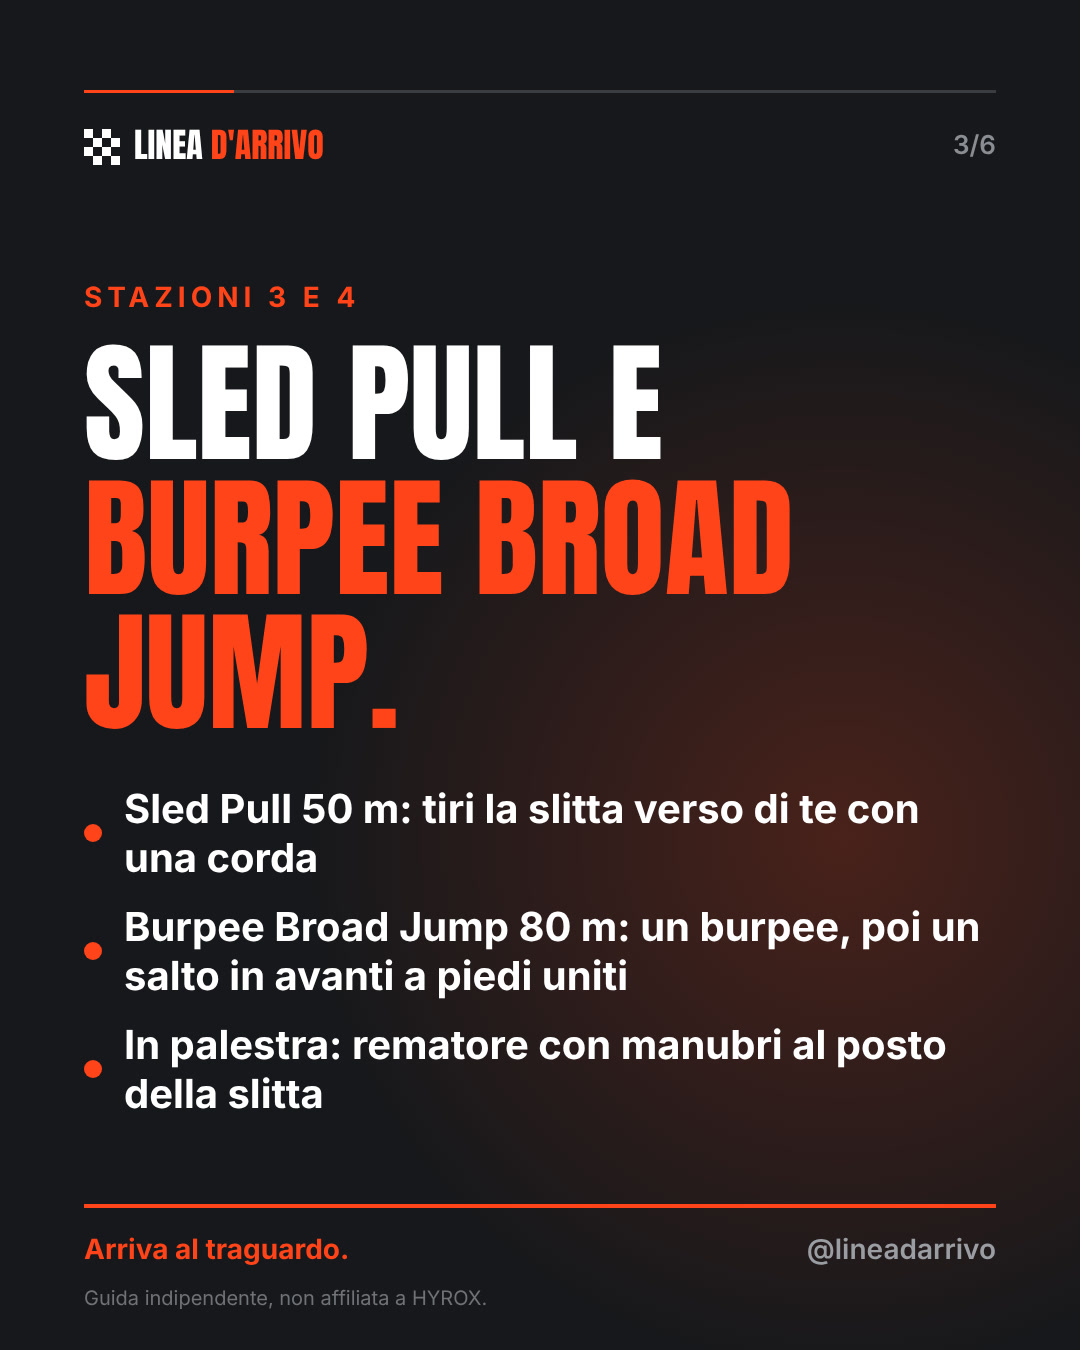 LINEA D'ARRIVO
3/6
STAZIONI 3 E 4
SLED PULL E
BURPEE BROAD
JUMP.
Sled Pull 50 m: tiri la slitta verso di te con
una corda
Burpee Broad Jump 80 m: un burpee, poi un
salto in avanti a piedi uniti
In palestra: rematore con manubri al posto
della slitta
Arriva al traguardo.
@lineadarrivo
Guida indipendente, non affiliata a HYROX.